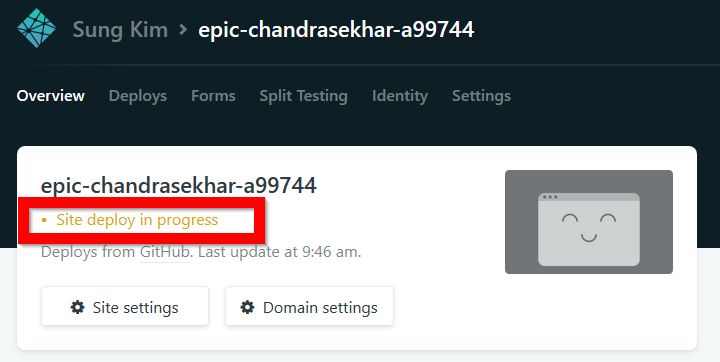 Sung Kim > epic-chandrasekhar-a99744
Overview Deploys Forms Split Testing Identity Settings
epic-chandrasekhar-a99744
• Site deploy in progress
Deploys from GitHub. Last update at 9:46 am.
Site settings Domain settings